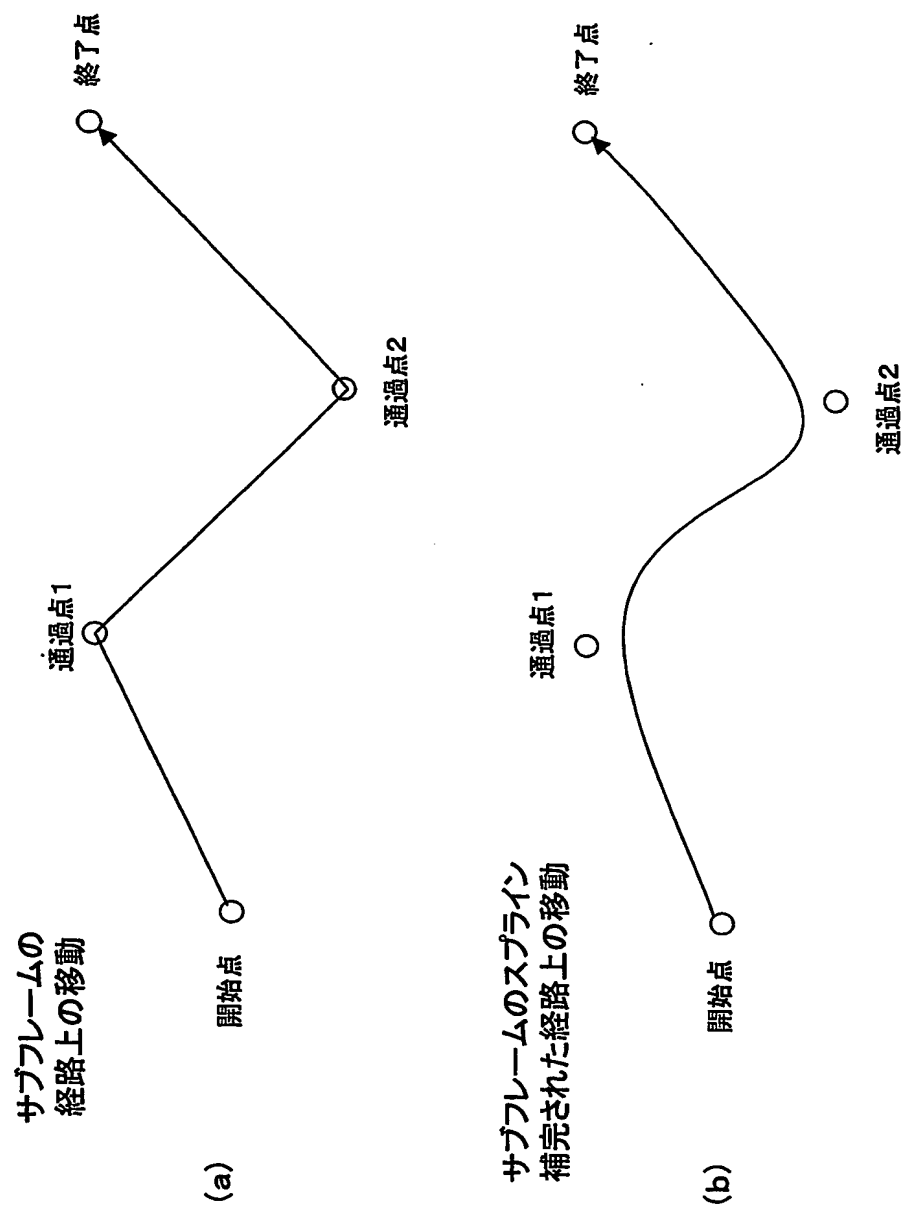 (a)
サブフレームの
経路上の移動
開始点
通過点1
通過点2
終了点
(b)
サブフレームのスプライン
補完された経路上の移動
開始点
通過点1
通過点2
終了点